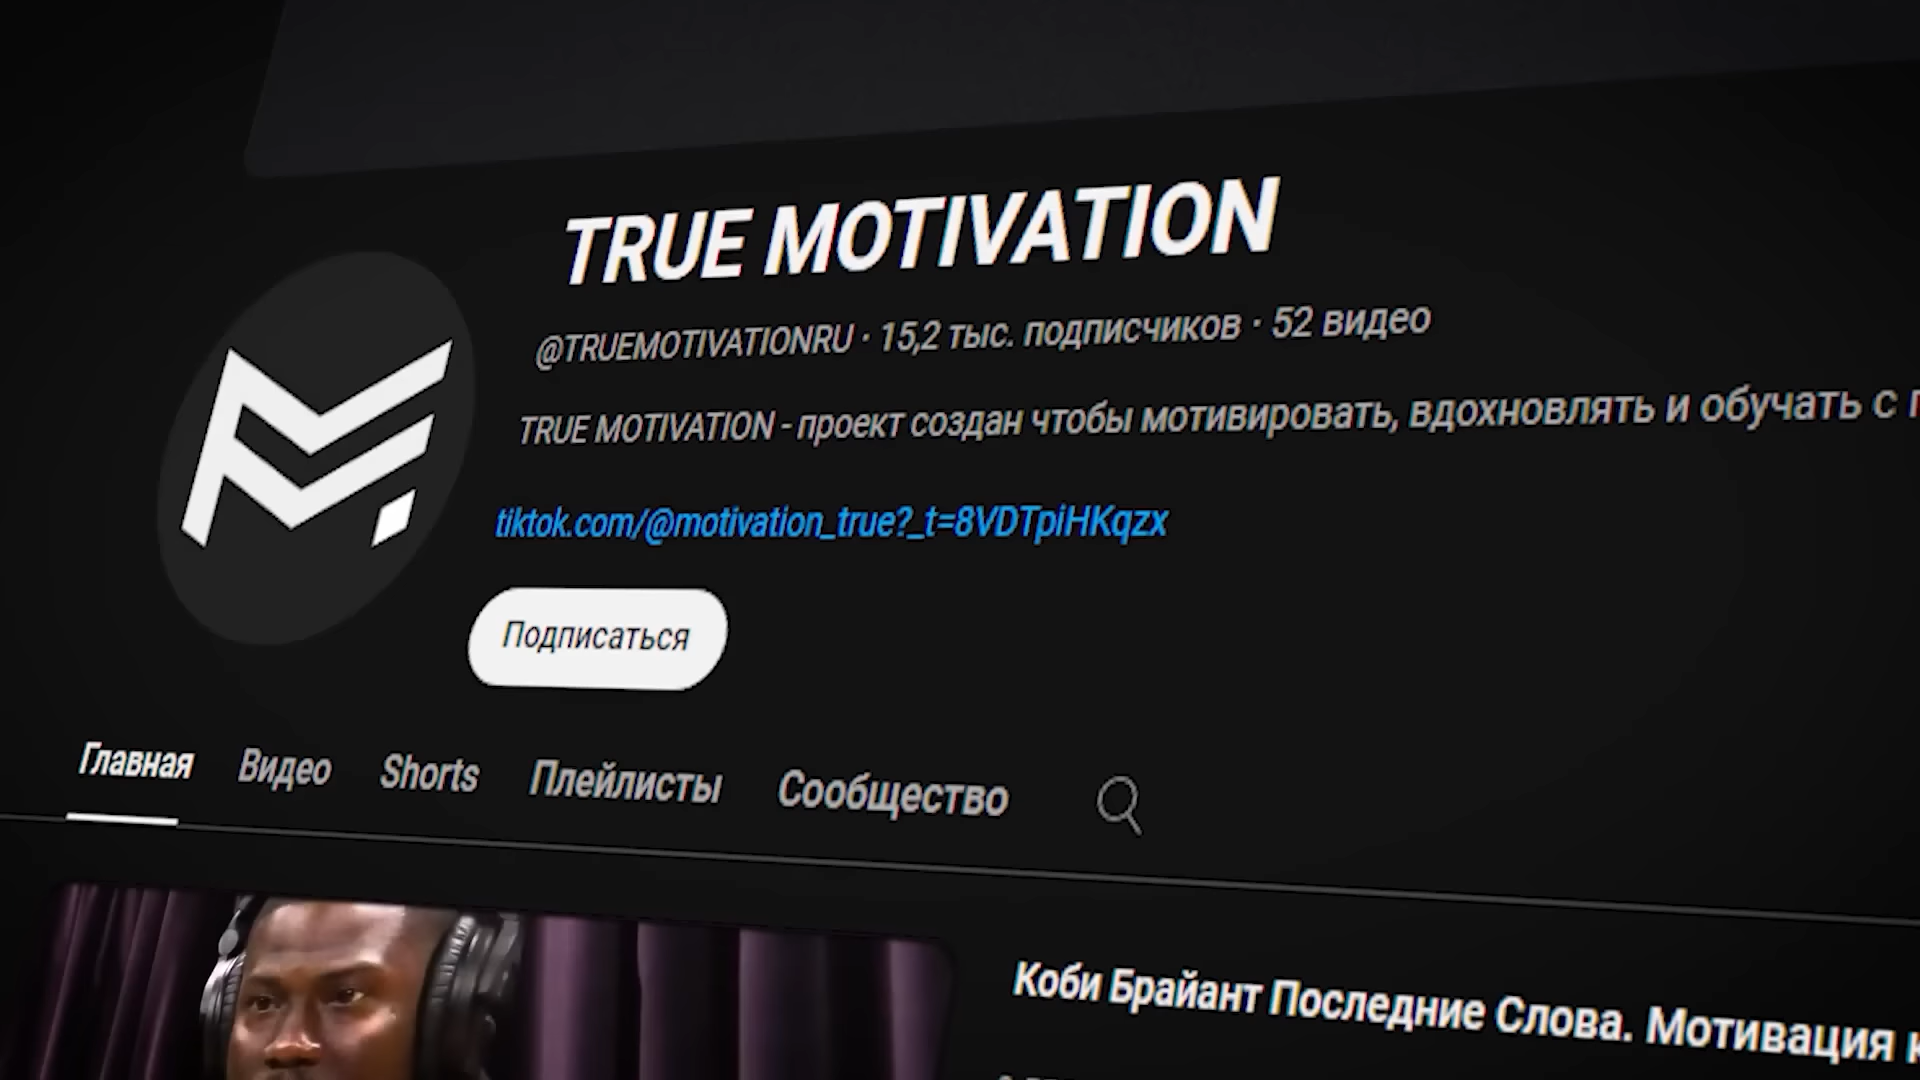 TRUE MOTIVATION
@TRUEMOTIVATIONRU · 15,2 тыс. подписчиков · 52 видео
TRUE MOTIVATION - проект создан чтобы мотивировать, вдохновлять и обучать с
tiktok.com/@motivation_true?_t=8VDTpiHKqzx
Подписаться
Главная Видео Shorts Плейлисты Сообщество
Коби Брайант Последние Слова. Мотивация